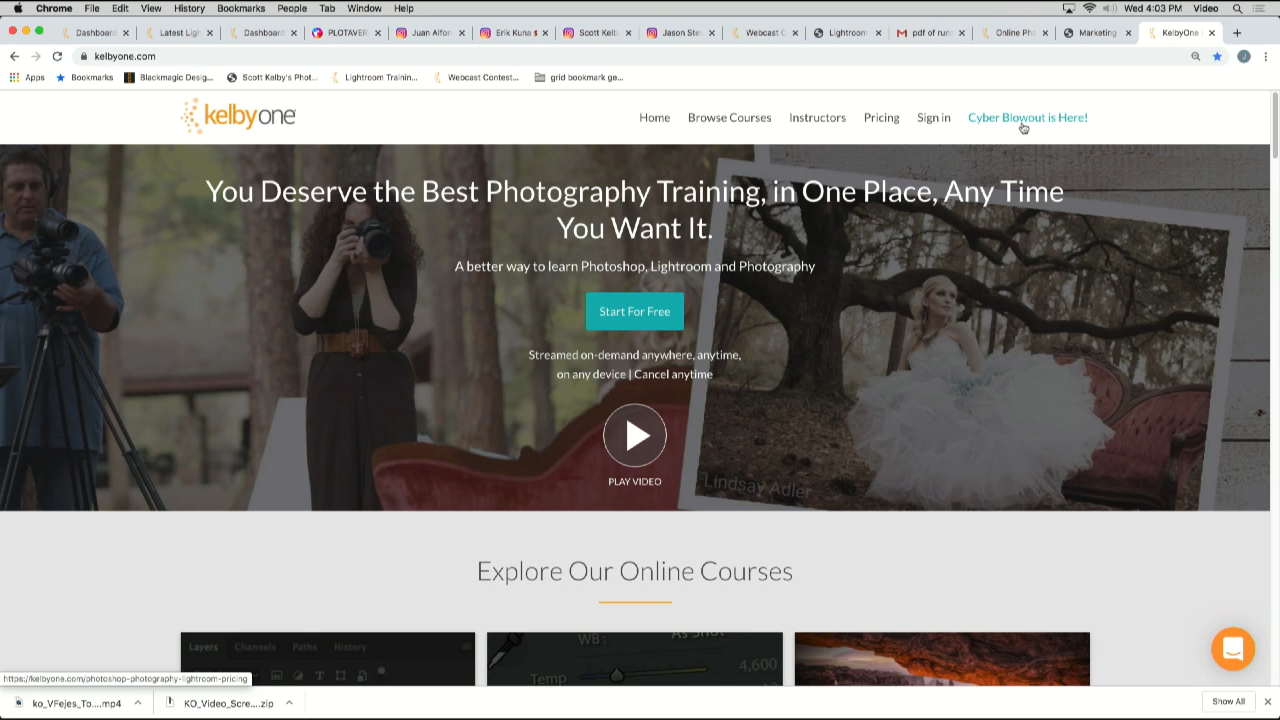 Chrome File Edit View History Bookmarks People Tab Window Help Wed 4:03 PM Video
Dashboard Latest Ligh Dashboard PLOTAVER Juan Alfon Erik Kuna Scott Kelb Jason Ste Webcast C Lightroom pdf of run Online Ph Marketing KelbyOne
kelbyone.com
Apps Bookmarks Blackmagic Desig... Scott Kelby's Phot... Lightroom Trainin... Webcast Contest... grid bookmark ge...
kelbyone Home Browse Courses Instructors Pricing Sign in Cyber Blowout is Here!
You Deserve the Best Photography Training, in One Place, Any Time
You Want It.
A better way to learn Photoshop, Lightroom and Photography
Start For Free
Streamed on-demand anywhere, anytime,
on any device | Cancel anytime
PLAY VIDEO
Lindsay Adler
Explore Our Online Courses
Layers Channels Paths History
WB: As Shot
Temp 4,600
https://kelbyone.com/photoshop-photography-lightroom-pricing
ko_VFejes_To....mp4 KO_Video_Scre....zip Show All